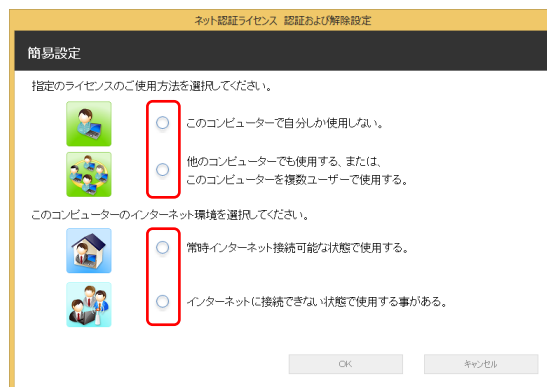 ネット認証ライセンス 認証および解除設定
簡易設定
指定のライセンスのご使用方法を選択してください。
このコンピューターで自分しか使用しない。
他のコンピューターでも使用する、または、
このコンピューターを複数ユーザーで使用する。
このコンピューターのインターネット環境を選択してください。
常時インターネット接続可能な状態で使用する。
インターネットに接続できない状態で使用する事がある。
OK
キャンセル